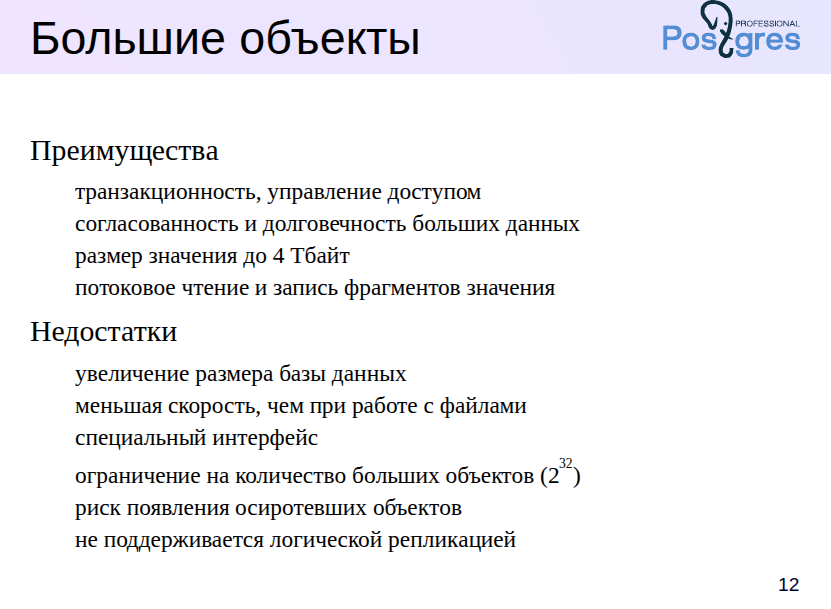 Большие объекты
PROFESSIONAL
Postgres
Преимущества
транзакционность, управление доступом
согласованность и долговечность больших данных
размер значения до 4 Тбайт
потоковое чтение и запись фрагментов значения
Недостатки
увеличение размера базы данных
меньшая скорость, чем при работе с файлами
специальный интерфейс
ограничение на количество больших объектов (2³²)
риск появления осиротевших объектов
не поддерживается логической репликацией
12